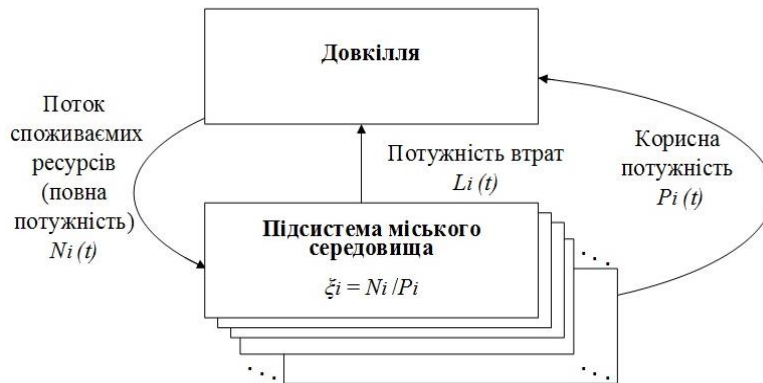 Довкілля
Поток
споживаємих
ресурсів
(повна
потужність)
Ni (t)
Потужність втрат
Li (t)
Корисна
потужність
Pi (t)
Підсистема міського
середовища
ξi = Ni /Pi